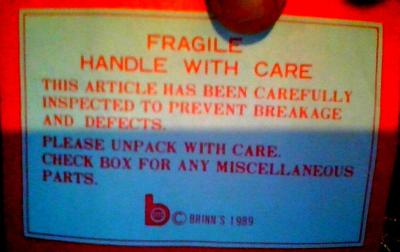 FRAGILE
HANDLE WITH CARE
THIS ARTICLE HAS BEEN CAREFULLY
INSPECTED TO PREVENT BREAKAGE
AND DEFECTS.
PLEASE UNPACK WITH CARE.
CHECK BOX FOR ANY MISCELLANEOUS
PARTS.
b © BRINN'S 1989